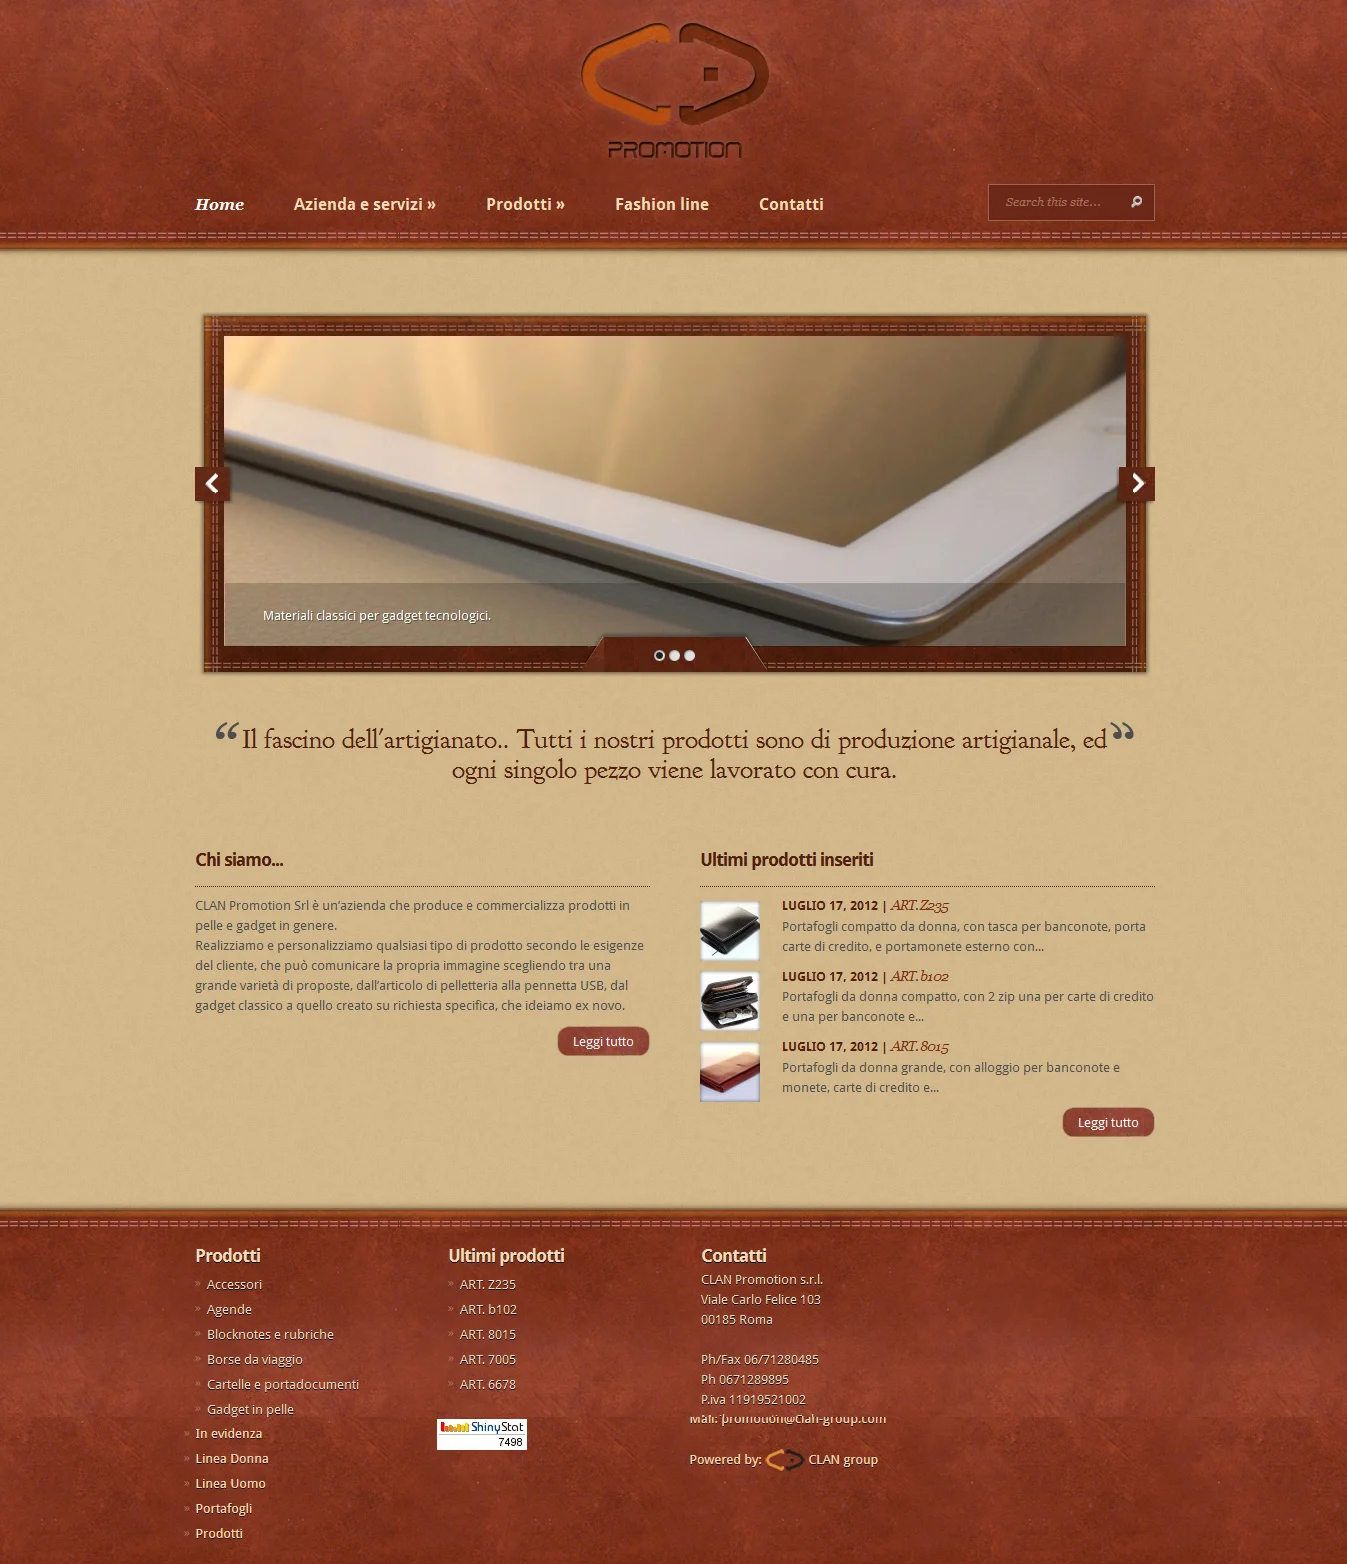 PROMOTION
Home
Azienda e servizi »
Prodotti »
Fashion line
Contatti
Search this site...
Materiali classici per gadget tecnologici.
“Il fascino dell'artigianato.. Tutti i nostri prodotti sono di produzione artigianale, ed”
ogni singolo pezzo viene lavorato con cura.
Chi siamo...
CLAN Promotion Srl è un'azienda che produce e commercializza prodotti in
pelle e gadget in genere.
Realizziamo e personalizziamo qualsiasi tipo di prodotto secondo le esigenze
del cliente, che può comunicare la propria immagine scegliendo tra una
grande varietà di proposte, dall'articolo di pelletteria alla pennetta USB, dal
gadget classico a quello creato su richiesta specifica, che ideiamo ex novo.
Leggi tutto
Ultimi prodotti inseriti
LUGLIO 17, 2012 | ART. Z235
Portafogli compatto da donna, con tasca per banconote, porta
carte di credito, e portamonete esterno con...
LUGLIO 17, 2012 | ART. b102
Portafogli da donna compatto, con 2 zip una per carte di credito
e una per banconote e...
LUGLIO 17, 2012 | ART. 8015
Portafogli da donna grande, con alloggio per banconote e
monete, carte di credito e...
Leggi tutto
Prodotti
» Accessori
» Agende
» Blocknotes e rubriche
» Borse da viaggio
» Cartelle e portadocumenti
» Gadget in pelle
» In evidenza
» Linea Donna
» Linea Uomo
» Portafogli
» Prodotti
Ultimi prodotti
» ART. Z235
» ART. b102
» ART. 8015
» ART. 7005
» ART. 6678
ShinyStat
7498
Contatti
CLAN Promotion s.r.l.
Viale Carlo Felice 103
00185 Roma
Ph/Fax 06/71280485
Ph 0671289895
P.iva 11919521002
Mail: promotion@clan-group.com
Powered by: CLAN group